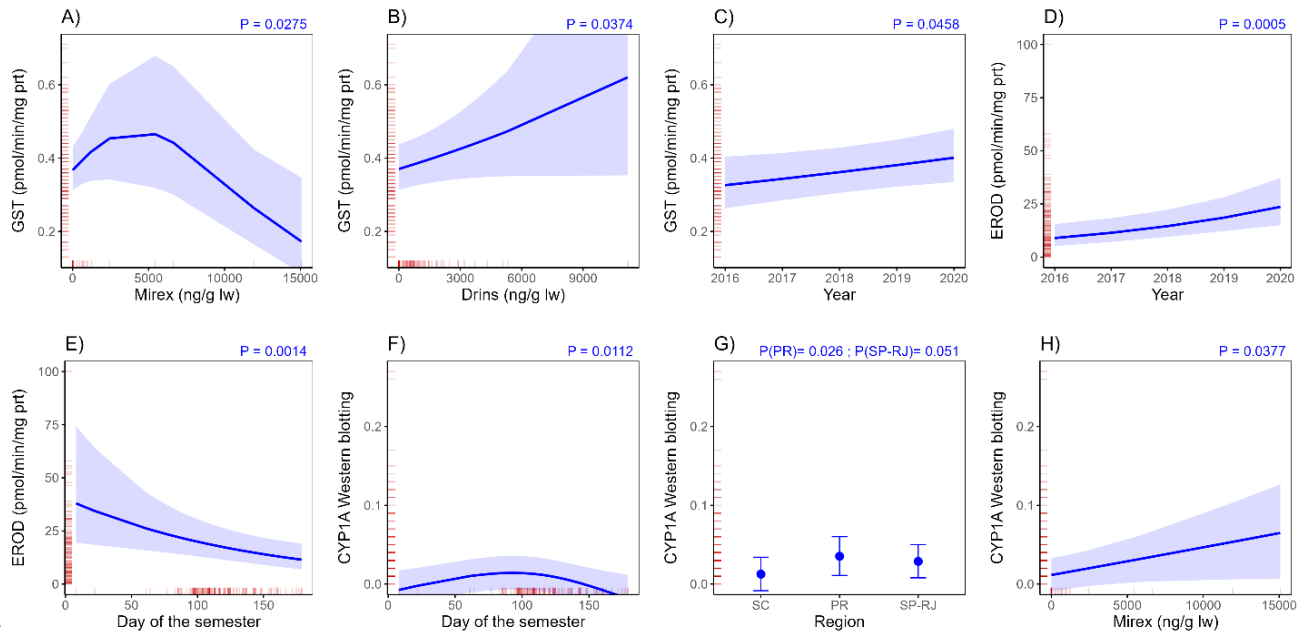 A)
P = 0.0275
GST (pmol/min/mg prt)
0.6
0.4
0.2
0 5000 10000 15000
Mirex (ng/g lw)
B)
P = 0.0374
GST (pmol/min/mg prt)
0.6
0.4
0.2
0 3000 6000 9000
Drins (ng/g lw)
C)
P = 0.0458
GST (pmol/min/mg prt)
0.6
0.4
0.2
2016 2017 2018 2019 2020
Year
D)
P = 0.0005
EROD (pmol/min/mg prt)
100
75
50
25
0
2016 2017 2018 2019 2020
Year
E)
P = 0.0014
EROD (pmol/min/mg prt)
100
75
50
25
0
0 50 100 150
Day of the semester
F)
P = 0.0112
CYP1A Western blotting
0.2
0.1
0.0
0 50 100 150
Day of the semester
G)
P(PR)= 0.026 ; P(SP-RJ)= 0.051
CYP1A Western blotting
0.2
0.1
0.0
SC PR SP-RJ
Region
H)
P = 0.0377
CYP1A Western blotting
0.2
0.1
0.0
0 5000 10000 15000
Mirex (ng/g lw)